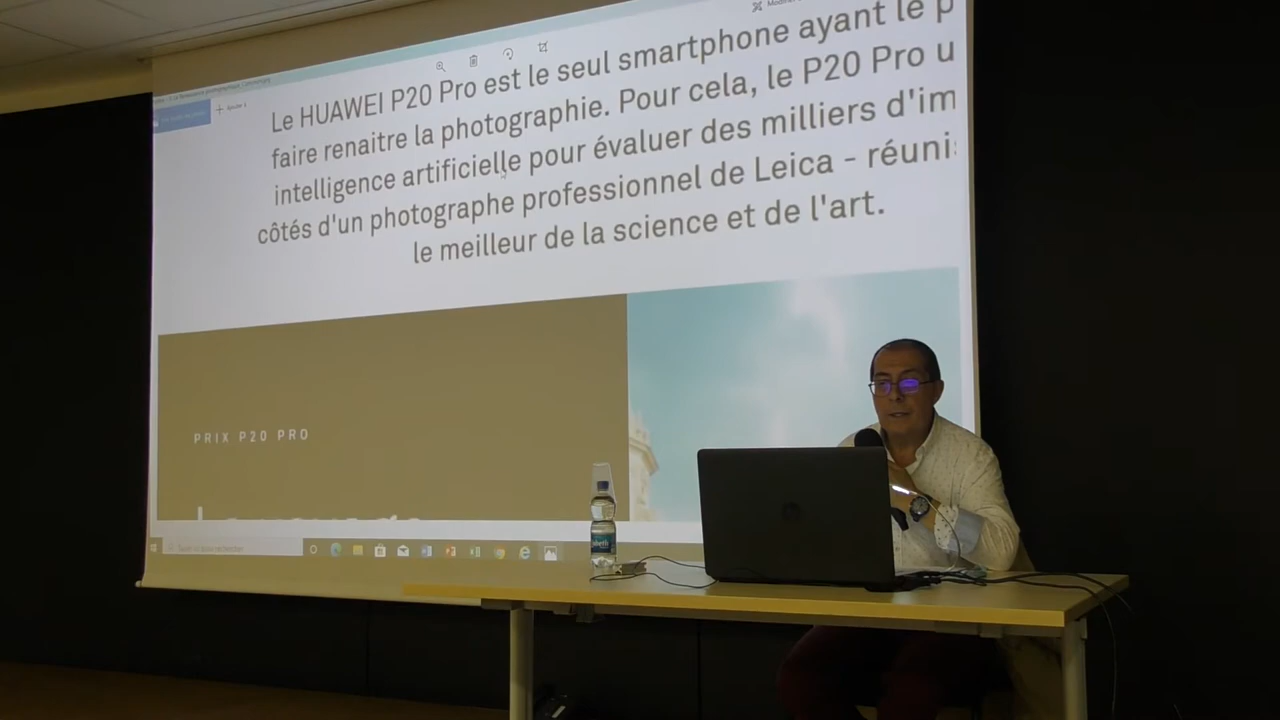 Le HUAWEI P20 Pro est le seul smartphone ayant le p
faire renaitre la photographie. Pour cela, le P20 Pro u
intelligence artificielle pour évaluer des milliers d'im
côtés d'un photographe professionnel de Leica - réunis
le meilleur de la science et de l'art.
PRIX P20 PRO